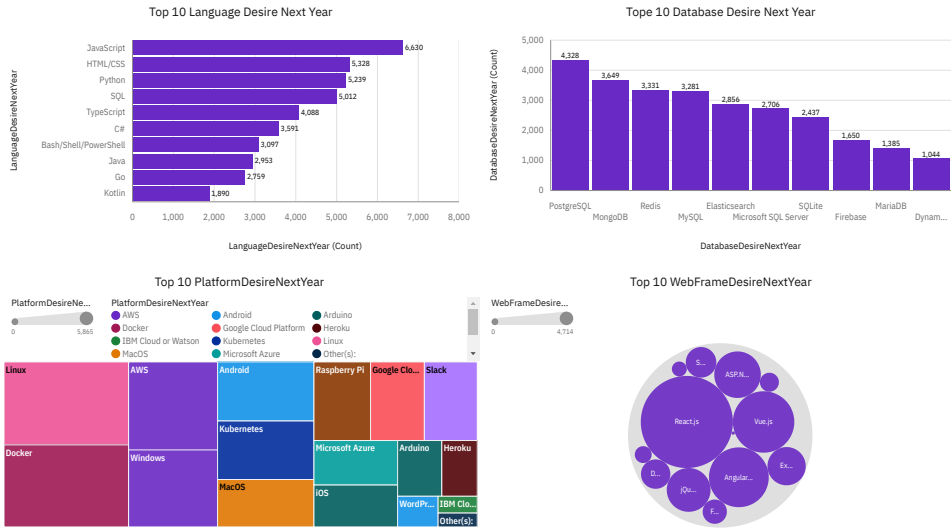 Top 10 Language Desire Next Year
LanguageDesireNextYear
JavaScript 6,630
HTML/CSS 5,328
Python 5,239
SQL 5,012
TypeScript 4,088
C# 3,591
Bash/Shell/PowerShell 3,097
Java 2,953
Go 2,759
Kotlin 1,890
0 1,000 2,000 3,000 4,000 5,000 6,000 7,000 8,000
LanguageDesireNextYear (Count)
Tope 10 Database Desire Next Year
DatabaseDesireNextYear (Count)
5,000
4,000
3,000
2,000
1,000
0
4,328 3,649 3,331 3,281 2,856 2,706 2,437 1,650 1,385 1,044
PostgreSQL Redis Elasticsearch SQLite MariaDB
MongoDB MySQL Microsoft SQL Server Firebase Dynam...
DatabaseDesireNextYear
Top 10 PlatformDesireNextYear
PlatformDesireNe...
0 5,865
PlatformDesireNextYear
AWS Android Arduino
Docker Google Cloud Platform Heroku
IBM Cloud or Watson Kubernetes Linux
MacOS Microsoft Azure Other(s):
Linux
AWS
Android
Raspberry Pi
Google Clo...
Slack
Kubernetes
Docker
Windows
Microsoft Azure
Arduino
Heroku
MacOS
iOS
WordPr...
IBM Clo...
Other(s):
Top 10 WebFrameDesireNextYear
WebFrameDesire...
0 4,714
S...
ASP.N...
React.js
Vue.js
Ex...
D...
Angular...
jQu...
F...